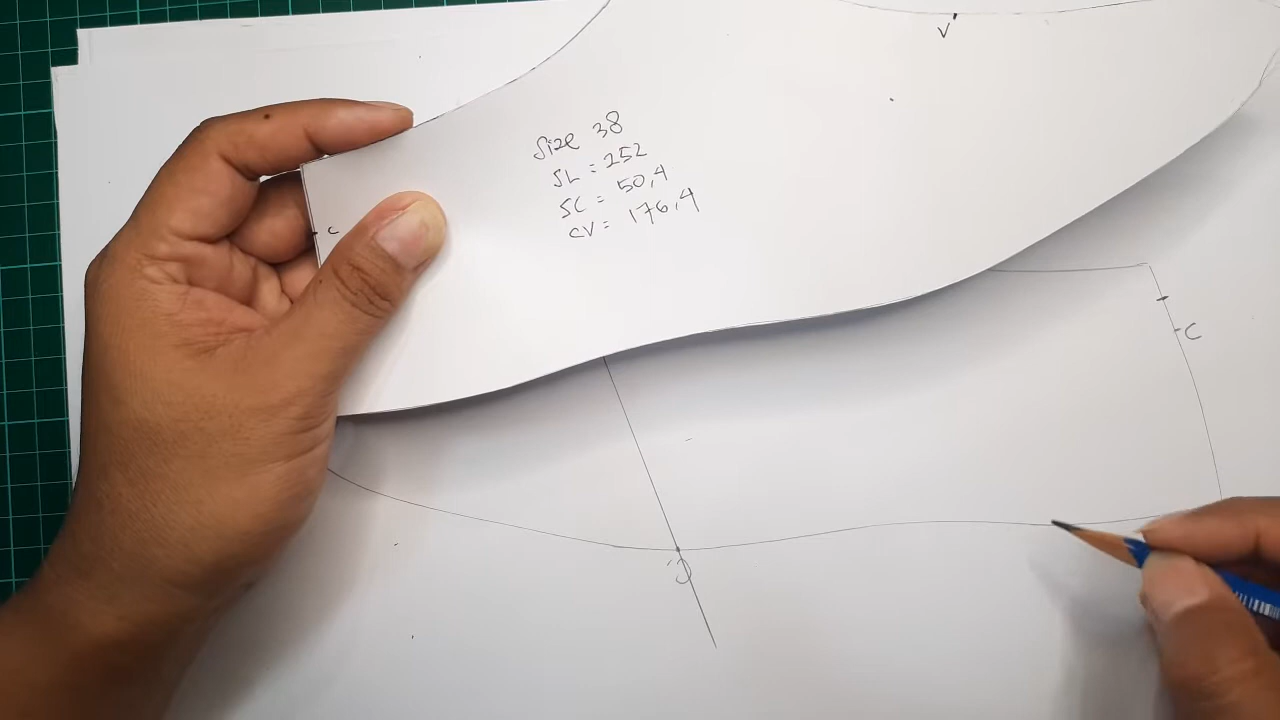 V
Size 38
SL = 252
SC = 50,4
CV = 176,4
C
C